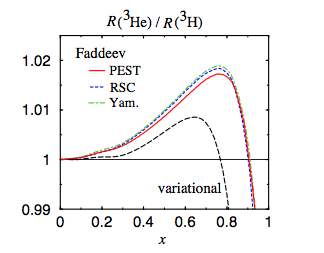 R(³He) / R(³H)
1.02
Faddeev
PEST
RSC
Yam.
1.01
1
variational
0.99
0 0.2 0.4 0.6 0.8 1
x